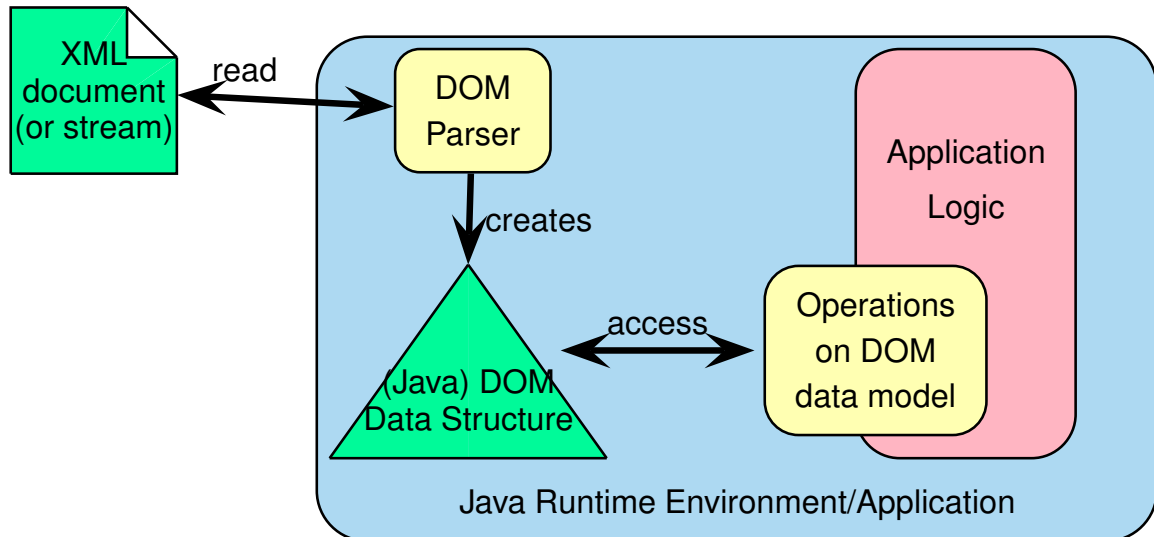 XML
document
(or stream)
read
DOM
Parser
creates
(Java) DOM
Data Structure
access
Application
Logic
Operations
on DOM
data model
Java Runtime Environment/Application